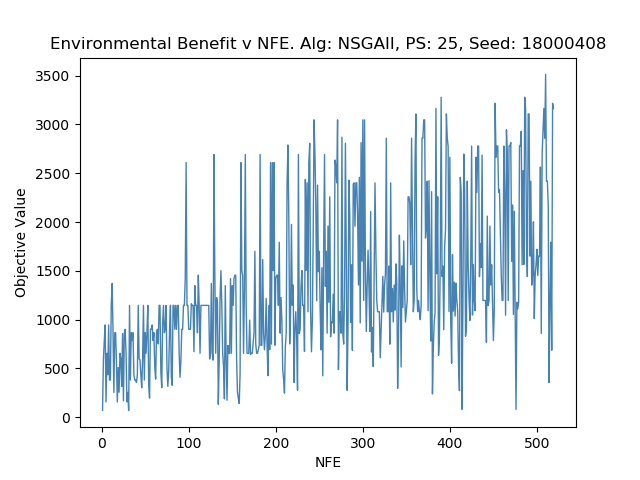 Environmental Benefit v NFE. Alg: NSGAII, PS: 25, Seed: 18000408
3500
3000
2500
2000
1500
1000
500
0
Objective Value
0 100 200 300 400 500
NFE